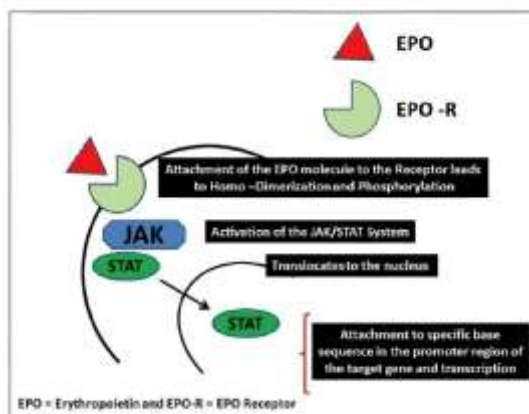 EPO
EPO -R
Attachment of the EPO molecule to the Receptor leads
to Homo -Dimerization and Phosphorylation
JAK
Activation of the JAK/STAT System
STAT
Translocates to the nucleus
STAT
Attachment to specific base
sequence in the promoter region of
the target gene and transcription
EPO = Erythropoietin and EPO-R = EPO Receptor